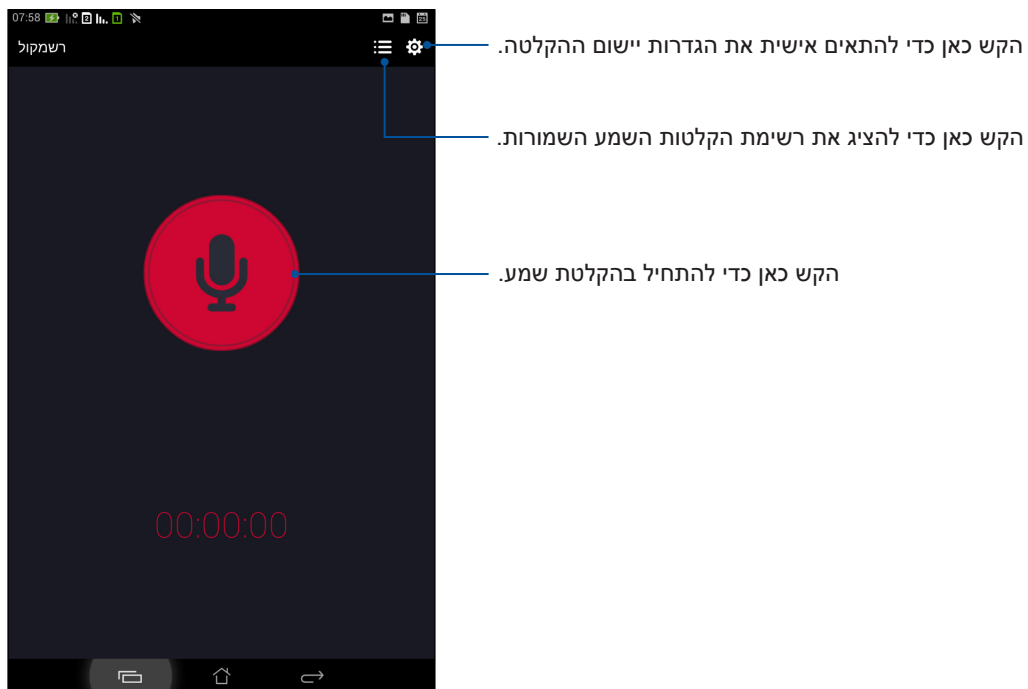 07:58
רשמקול
הקש כאן כדי להתאים אישית את הגדרות יישום ההקלטה.
הקש כאן כדי להציג את רשימת הקלטות השמע השמורות.
הקש כאן כדי להתחיל בהקלטת שמע.
00:00:00